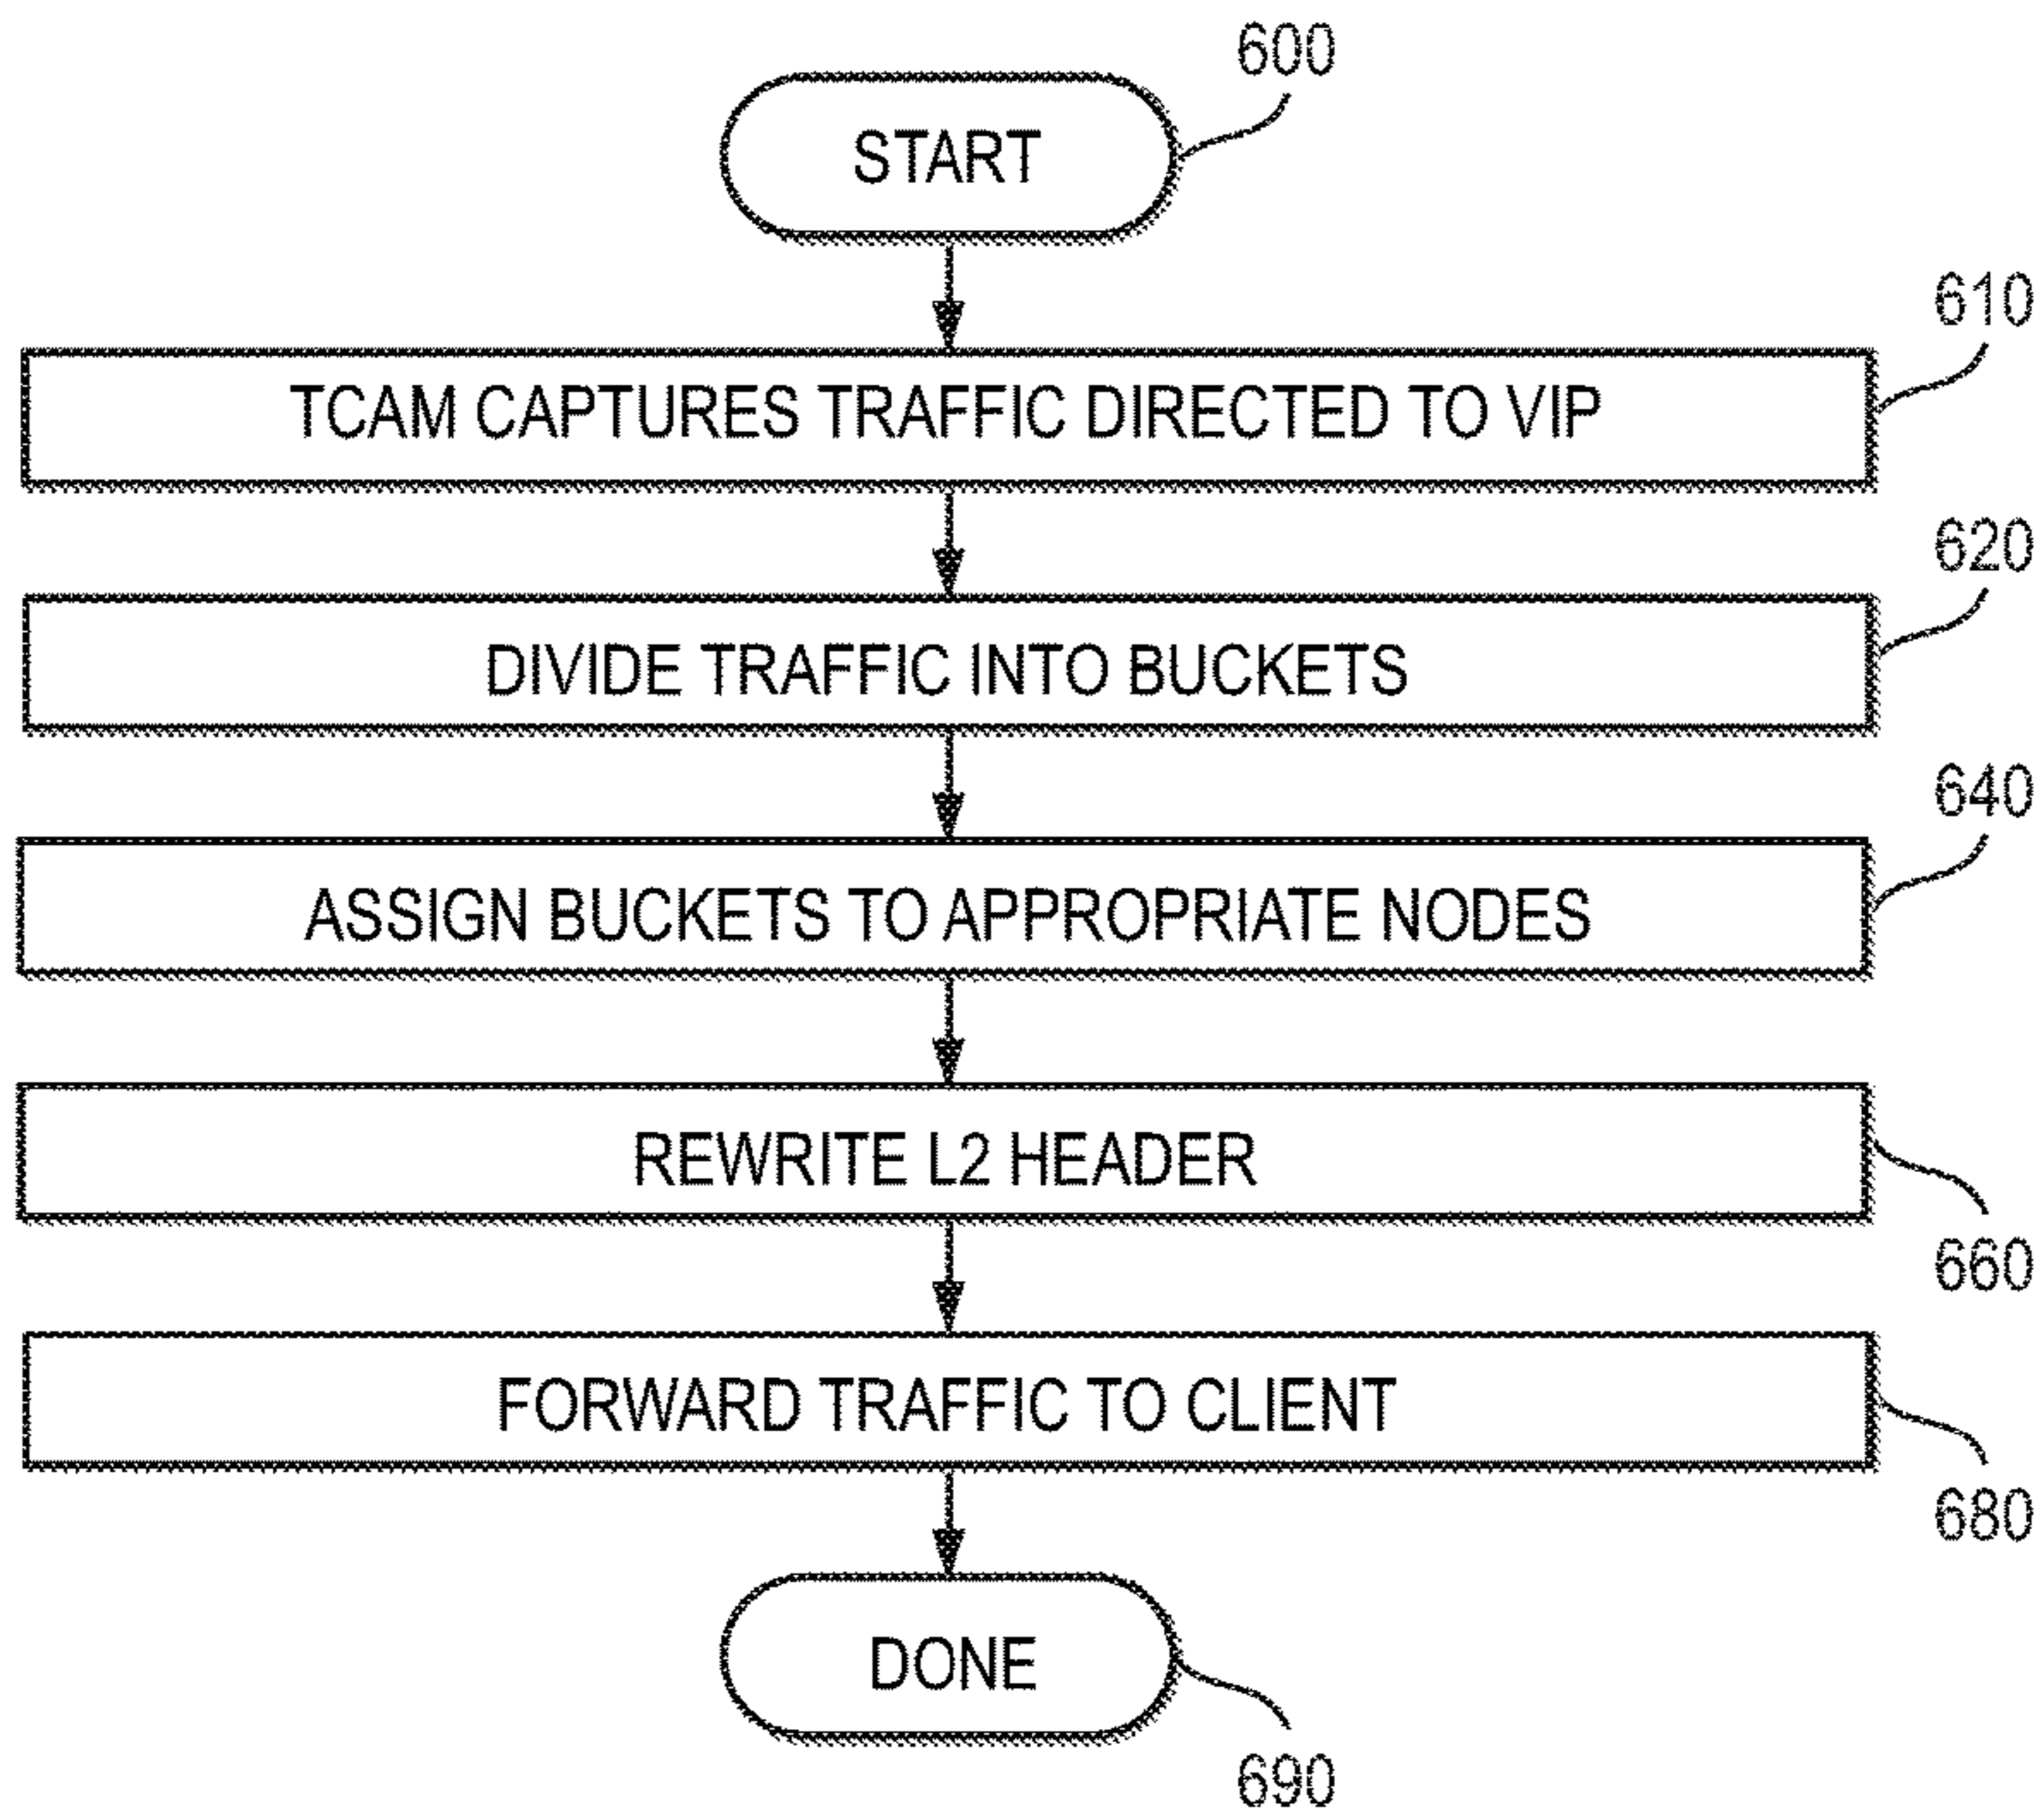 600
START
610
TCAM CAPTURES TRAFFIC DIRECTED TO VIP
620
DIVIDE TRAFFIC INTO BUCKETS
640
ASSIGN BUCKETS TO APPROPRIATE NODES
REWRITE L2 HEADER
660
FORWARD TRAFFIC TO CLIENT
680
DONE
690